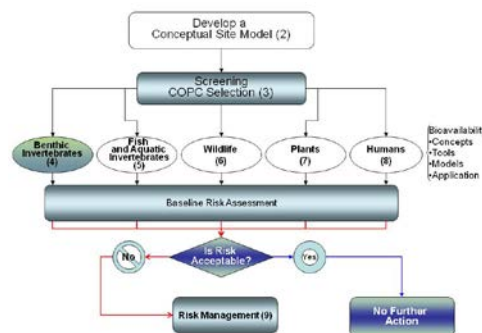 Develop a
Conceptual Site Model (2)
Screening
COPC Selection (3)
Benthic
Invertebrates
(4)
Fish
and Aquatic
Invertebrates
(5)
Wildlife
(6)
Plants
(7)
Humans
(8)
Bioavailabilit
•Concepts
•Tools
•Models
•Application
Baseline Risk Assessment
No
Is Risk
Acceptable?
Yes
Risk Management (9)
No Further
Action